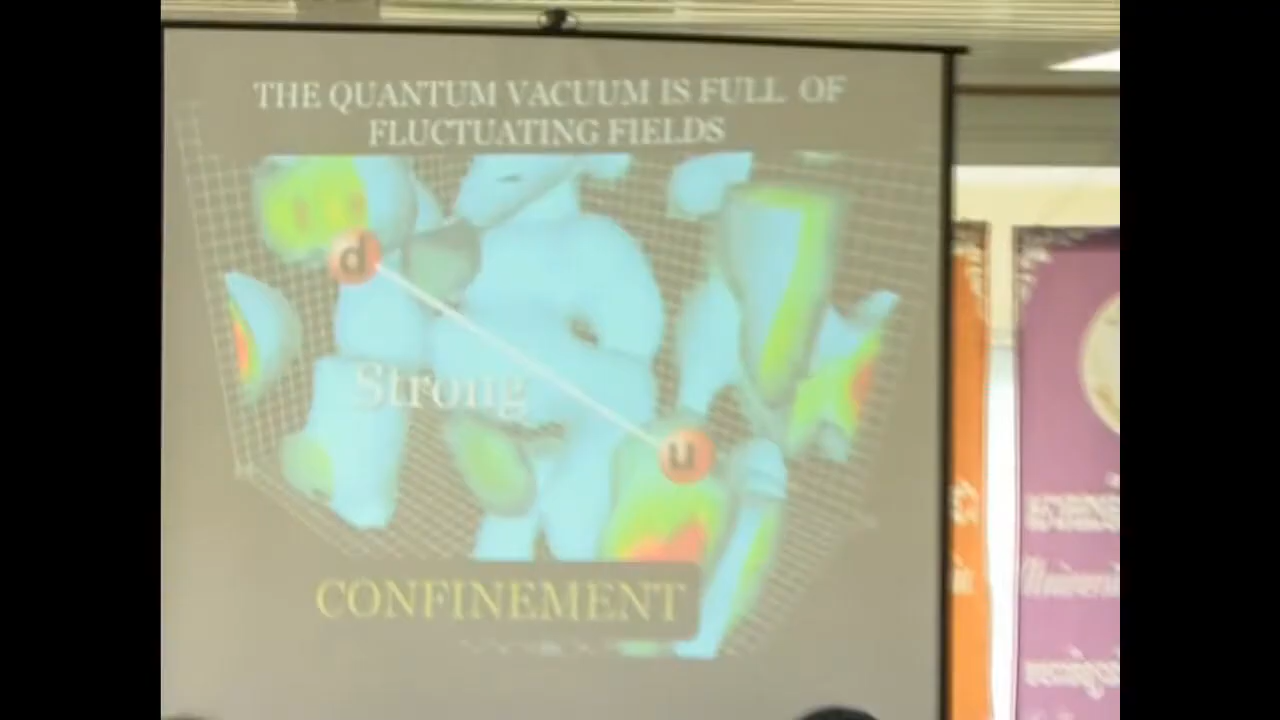 THE QUANTUM VACUUM IS FULL OF
FLUCTUATING FIELDS
d
Strong
u
CONFINEMENT